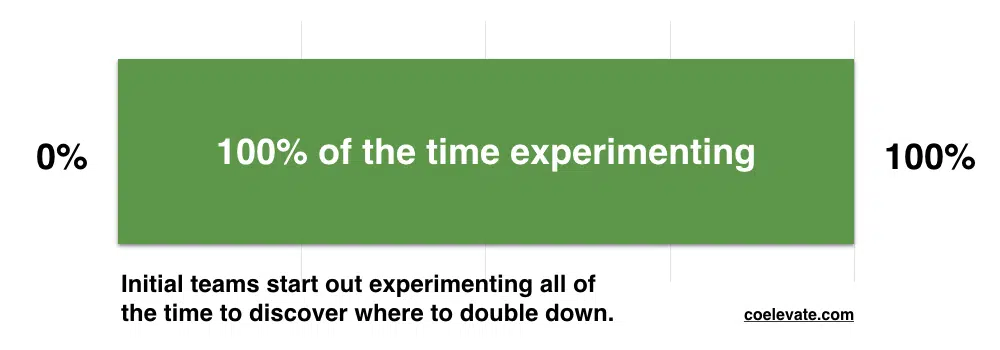 0%
100% of the time experimenting
100%
Initial teams start out experimenting all of
the time to discover where to double down.
coelevate.com